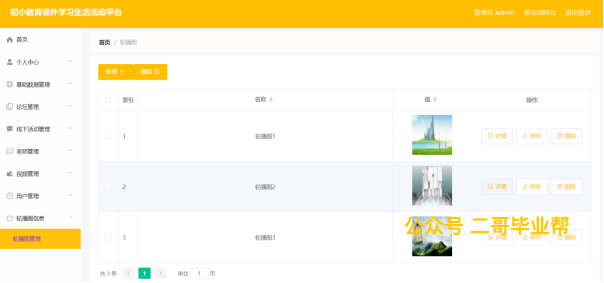 初小教育课外学习生活活动平台
管理员 admin 退出到前台 退出登录
首页
首页 / 轮播图
个人中心
基础数据管理
论坛管理
线下活动管理
老师管理
视频管理
用户管理
轮播图信息
轮播图管理
新增 + 删除
索引 名称 值 操作
1 轮播图1 详情 修改 删除
2 轮播图2 详情 修改 删除
3 轮播图3 详情 修改 删除
公众号 二哥毕业帮
共 3 条 < 1 > 前往 1 页